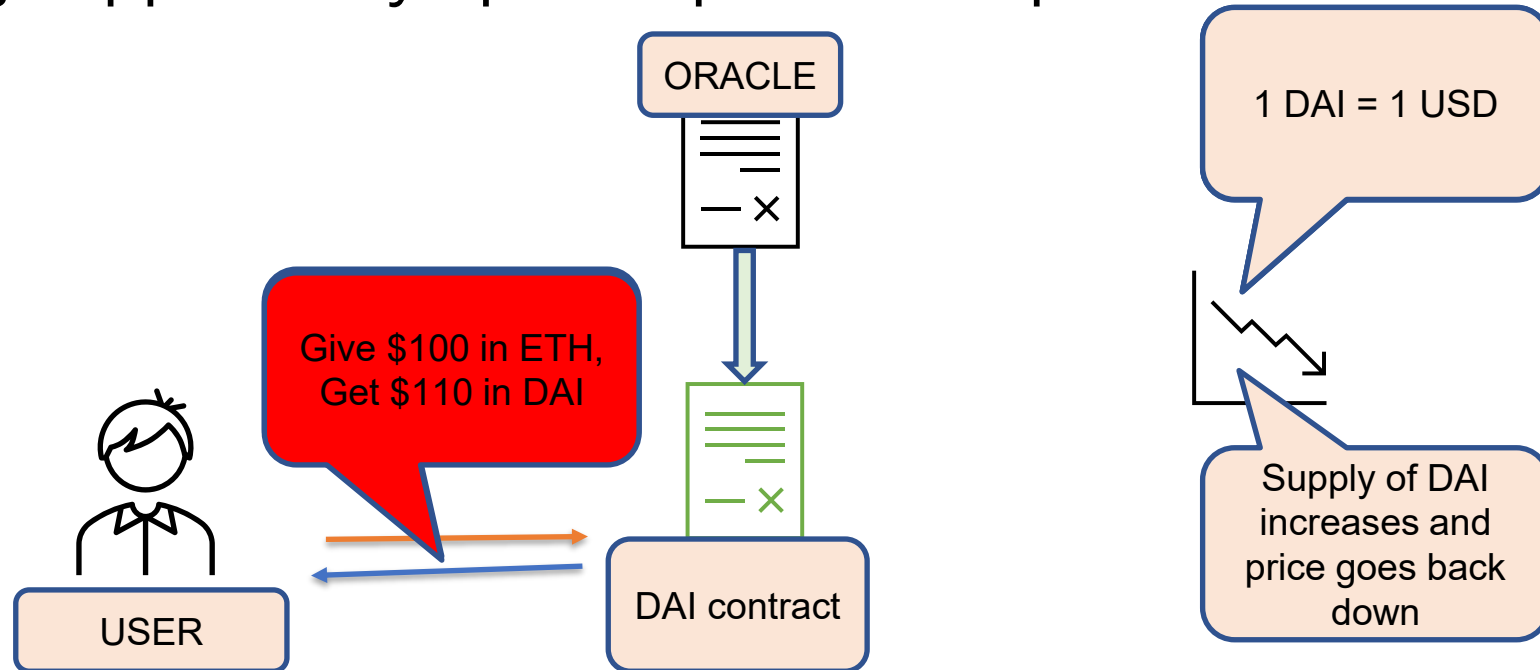 ORACLE
1 DAI = 1 USD
Give $100 in ETH,
Get $110 in DAI
Supply of DAI
increases and
price goes back
down
DAI contract
USER